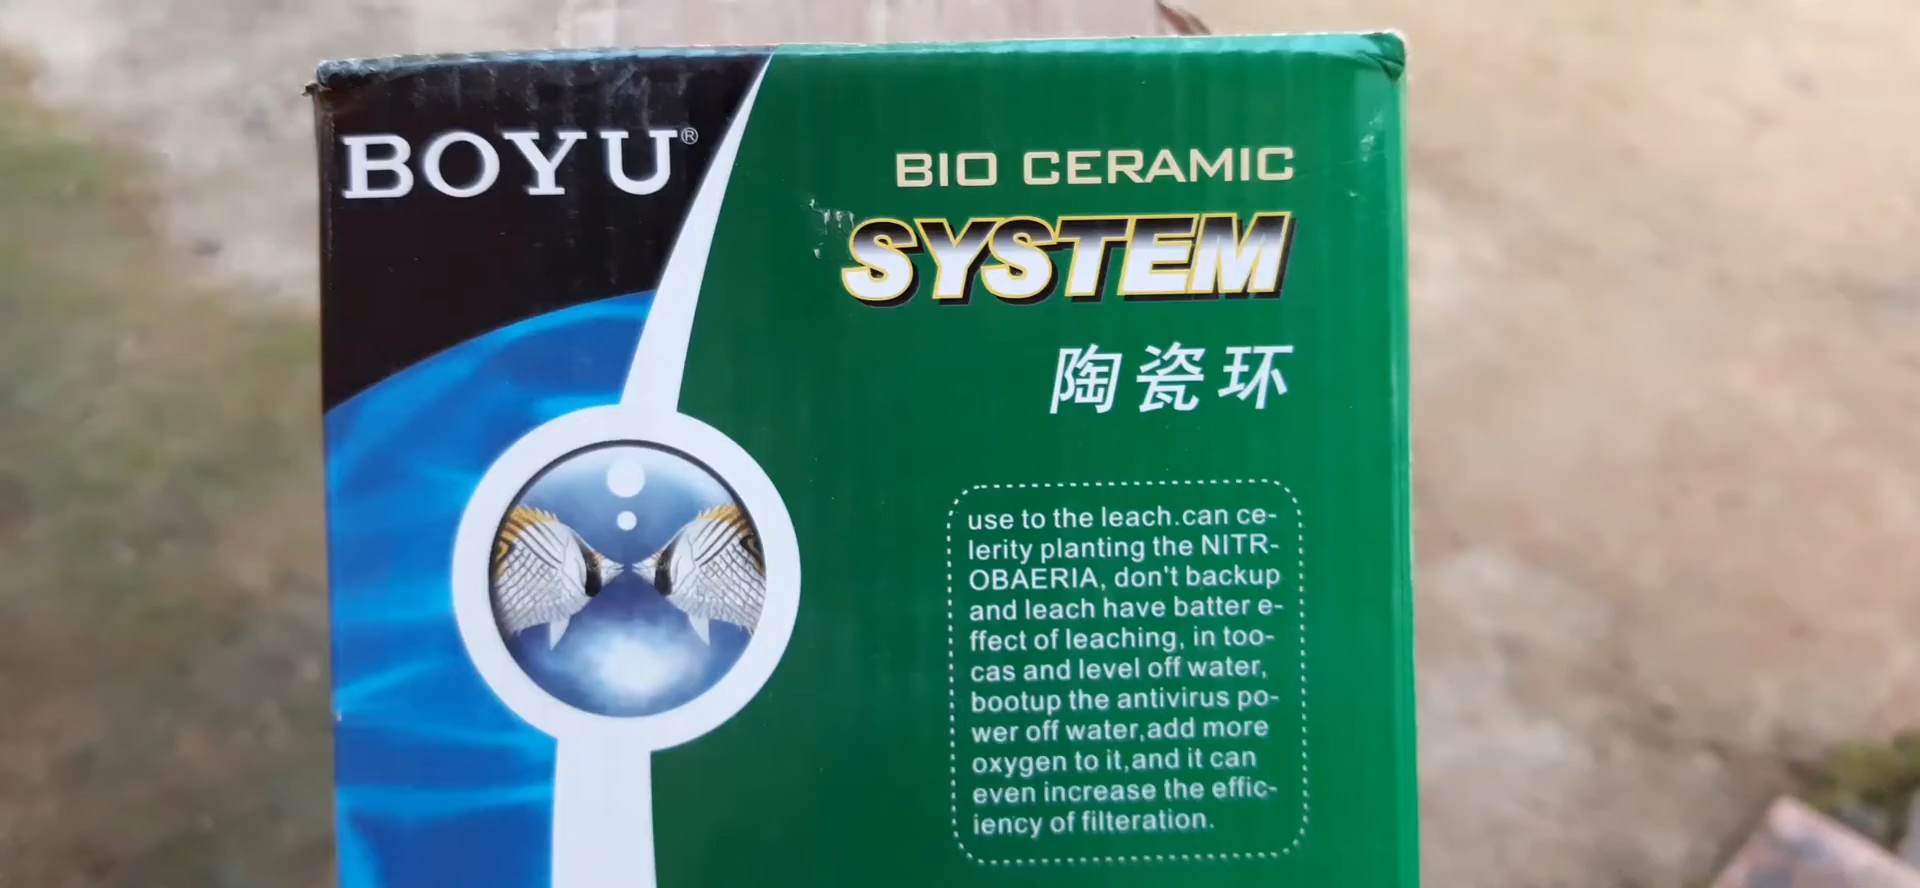 BOYU®
BIO CERAMIC
SYSTEM
陶瓷环
use to the leach.can ce-
lerity planting the NITR-
OBAERIA, don't backup
and leach have batter e-
ffect of leaching, in too-
cas and level off water,
bootup the antivirus po-
wer off water,add more
oxygen to it,and it can
even increase the effic-
iency of filteration.